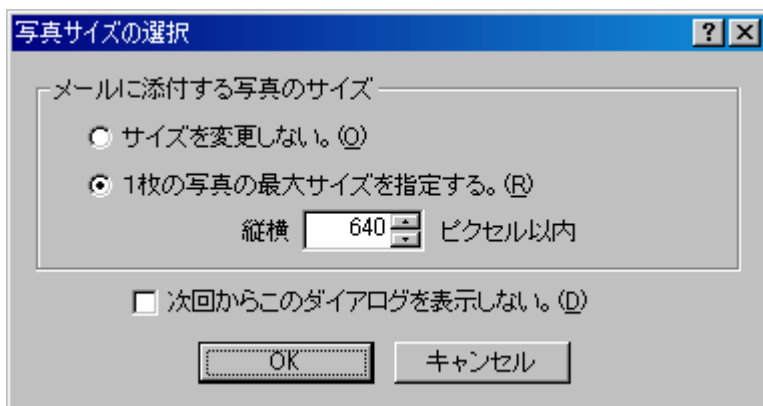 写真サイズの選択
メールに添付する写真のサイズ
サイズを変更しない。(O)
1枚の写真の最大サイズを指定する。(R)
縦横 640 ピクセル以内
次回からこのダイアログを表示しない。(D)
OK キャンセル